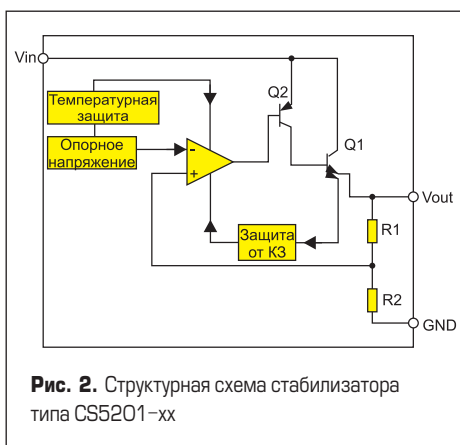 Vin
Температурная
защита
Опорное
напряжение
-
+
Q2
Q1
Защита
от КЗ
Vout
R1
R2
GND
Рис. 2. Структурная схема стабилизатора
типа CS5201-xx